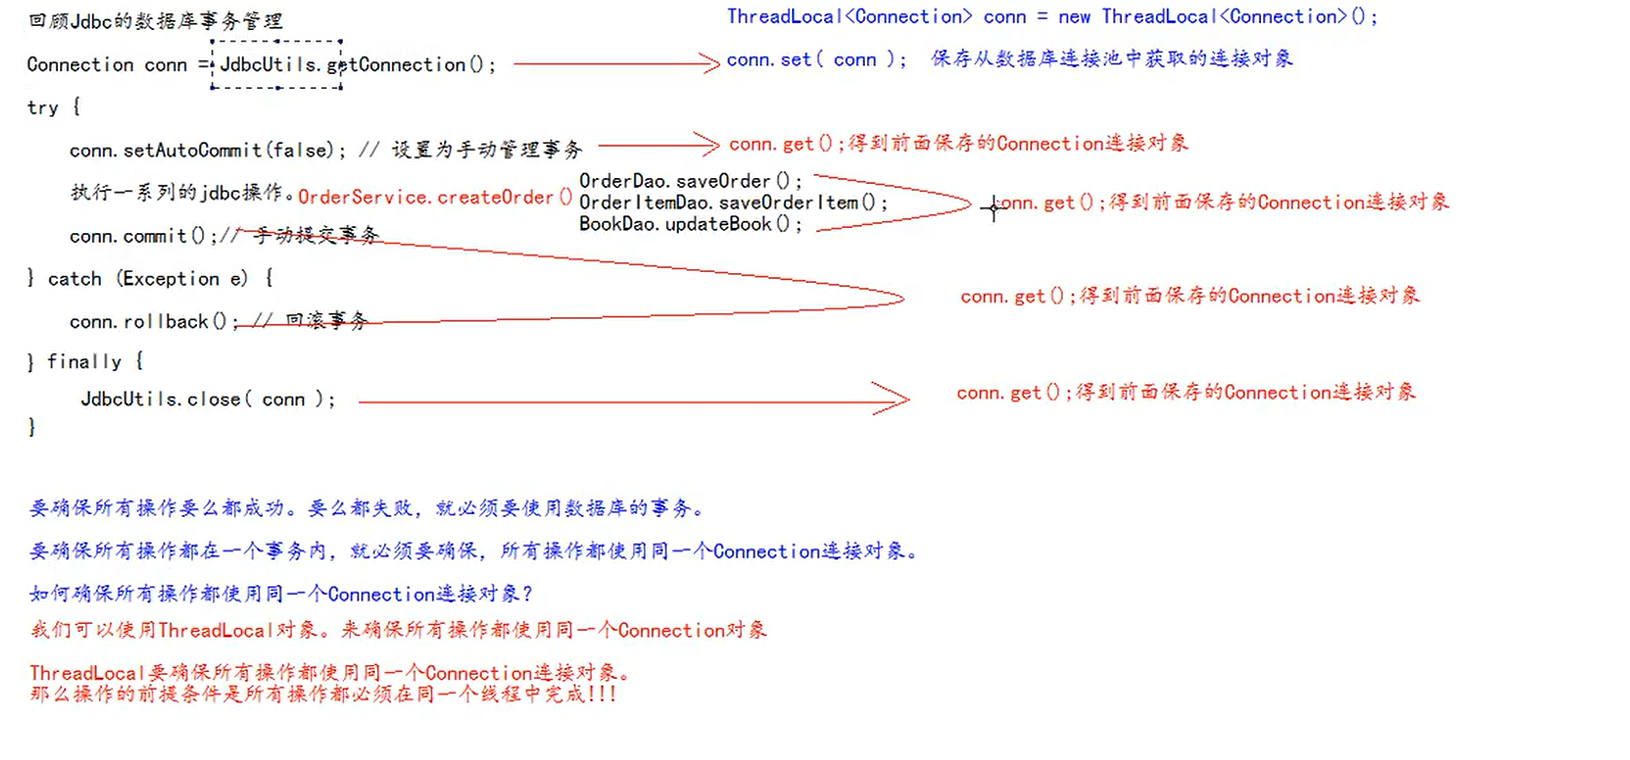 回顾Jdbc的数据库事务管理
ThreadLocal<Connection> conn = new ThreadLocal<Connection>();
Connection conn = JdbcUtils.getConnection();
conn.set( conn ); 保存从数据库连接池中获取的连接对象
try {
conn.setAutoCommit(false); // 设置为手动管理事务
conn.get();得到前面保存的Connection连接对象
执行一系列的jdbc操作。OrderService.createOrder()
OrderDao.saveOrder();
OrderItemDao.saveOrderItem();
BookDao.updateBook();
conn.get();得到前面保存的Connection连接对象
conn.commit();// 手动提交事务
} catch (Exception e) {
conn.get();得到前面保存的Connection连接对象
conn.rollback(); // 回滚事务
} finally {
JdbcUtils.close( conn );
conn.get();得到前面保存的Connection连接对象
}
要确保所有操作要么都成功。要么都失败，就必须要使用数据库的事务。
要确保所有操作都在一个事务内，就必须要确保，所有操作都使用同一个Connection连接对象。
如何确保所有操作都使用同一个Connection连接对象？
我们可以使用ThreadLocal对象。来确保所有操作都使用同一个Connection对象
ThreadLocal要确保所有操作都使用同一个Connection连接对象。
那么操作的前提条件是所有操作都必须在同一个线程中完成!!!